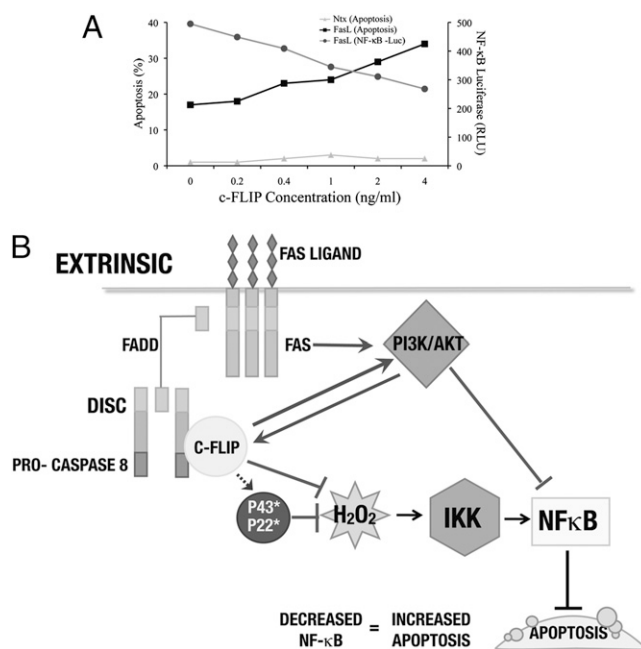 A
Ntx (Apoptosis)
FasL (Apoptosis)
FasL (NF-κB -Luc)
40
30
20
10
0
Apoptosis (%)
500
400
300
200
100
0
NF-κB Luciferase (RLU)
0 0.2 0.4 1 2 4
c-FLIP Concentration (ng/ml)
B
EXTRINSIC
FAS LIGAND
FADD
FAS
PI3K/AKT
DISC
C-FLIP
PRO- CASPASE 8
P43*
P22*
H2O2
IKK
NFκB
DECREASED = INCREASED
NF-κB APOPTOSIS
APOPTOSIS